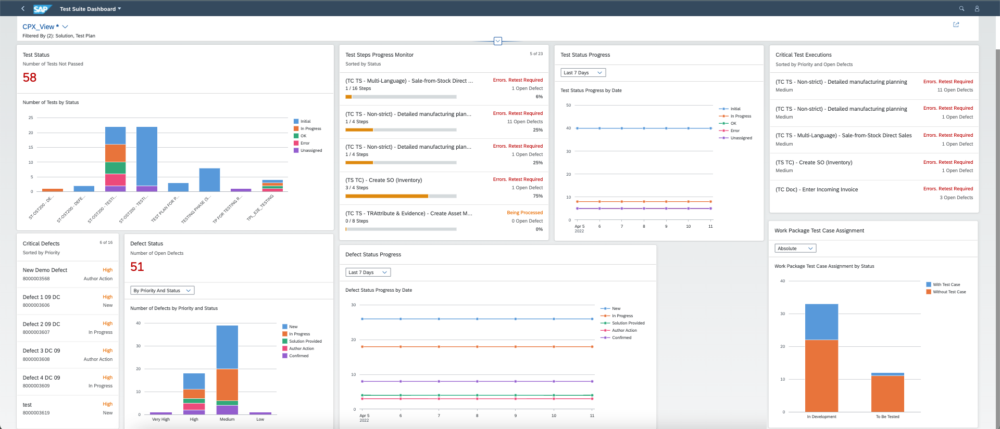 SAP
Test Suite Dashboard
CPX_View *
Filtered By (2): Solution, Test Plan
Test Status
Number of Tests Not Passed
58
Number of Tests by Status
25
20
15
10
5
0
ST-OST200 - DE...
ST-OST200 - DEFE...
ST-OST200 - TESTI...
ST-OST200 - TESTI...
TEST PLAN FOR P...
TESTING PHASE (S...
TP FOR TESTING R...
TPL_E2E_TESTING
Initial
In Progress
OK
Error
Unassigned
Test Steps Progress Monitor
5 of 23
Sorted by Status
(TC TS - Multi-Language) - Sale-from-Stock Direct ...
Errors. Retest Required
1 / 16 Steps
1 Open Defect
6%
(TC TS - Non-strict) - Detailed manufacturing plan...
Errors. Retest Required
1 / 4 Steps
11 Open Defects
25%
(TC TS - Non-strict) - Detailed manufacturing plan...
Errors. Retest Required
1 / 4 Steps
1 Open Defect
25%
(TS TC) - Create SO (Inventory)
Errors. Retest Required
3 / 4 Steps
1 Open Defect
75%
(TC TS - TRAttribute & Evidence) - Create Asset M...
Being Processed
0 / 8 Steps
0 Open Defect
0%
Test Status Progress
Last 7 Days
Test Status Progress by Date
50
40
30
20
10
0
Apr 5
2022
6
7
8
9
10
11
Initial
In Progress
OK
Error
Unassigned
Critical Test Executions
Sorted by Priority and Open Defects
(TC TS - Non-strict) - Detailed manufacturing planning
Errors. Retest Required
Medium
11 Open Defects
(TC TS - Non-strict) - Detailed manufacturing planning
Errors. Retest Required
Medium
1 Open Defect
(TC TS - Multi-Language) - Sale-from-Stock Direct Sales
Errors. Retest Required
Medium
1 Open Defect
(TS TC) - Create SO (Inventory)
Errors. Retest Required
Medium
1 Open Defect
(TC Doc) - Enter Incoming Invoice
Errors. Retest Required
3 Open Defects
Critical Defects
6 of 16
Sorted by Priority
New Demo Defect
High
8000003568
Author Action
Defect 1 09 DC
High
8000003606
New
Defect 2 09 DC
High
8000003607
In Progress
Defect 3 DC 09
High
8000003608
Author Action
Defect 4 DC 09
High
8000003609
In Progress
test
High
8000003619
New
Defect Status
Number of Open Defects
51
By Priority And Status
Number of Defects by Priority and Status
40
30
20
10
0
Very High
High
Medium
Low
New
In Progress
Solution Provided
Author Action
Confirmed
Defect Status Progress
Last 7 Days
Defect Status Progress by Date
30
20
10
0
Apr 5
2022
6
7
8
9
10
11
New
In Progress
Solution Provided
Author Action
Confirmed
Work Package Test Case Assignment
Absolute
Work Package Test Case Assignment by Status
40
30
20
10
0
In Development
To Be Tested
With Test Case
Without Test Case